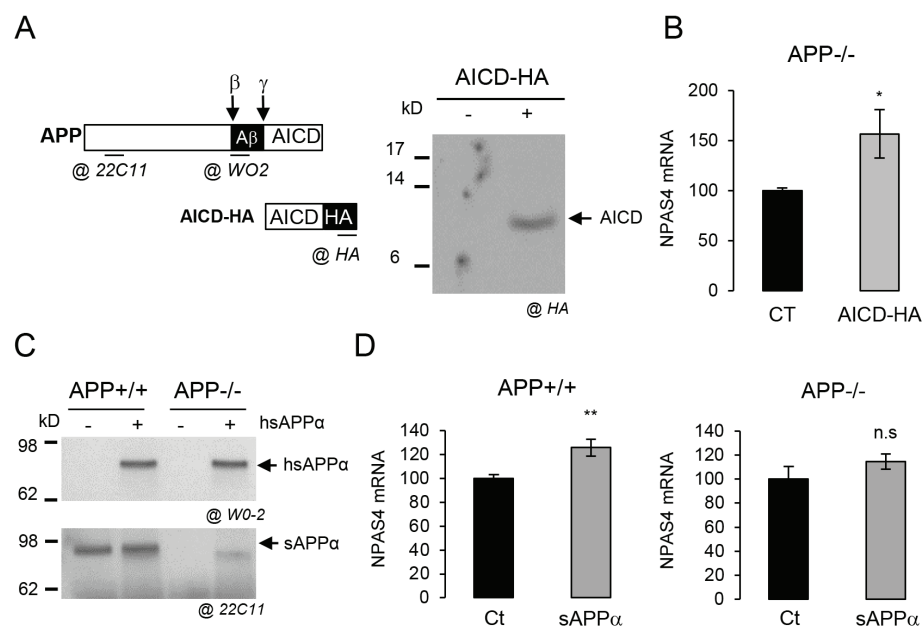 A
β γ
APP
Aβ
AICD
@ 22C11
@ WO2
AICD-HA
AICD HA
@ HA
AICD-HA
kD
- +
17
14
6
AICD
@ HA
B
APP-/-
NPAS4 mRNA
200
150
100
50
0
*
CT
AICD-HA
C
APP+/+ APP-/-
kD
- + - +
hsAPPα
98
62
hsAPPα
@ W0-2
98
62
sAPPα
@ 22C11
D
APP+/+
NPAS4 mRNA
140
120
100
80
60
40
20
0
**
Ct
sAPPα
APP-/-
NPAS4 mRNA
140
120
100
80
60
40
20
0
n.s
Ct
sAPPα